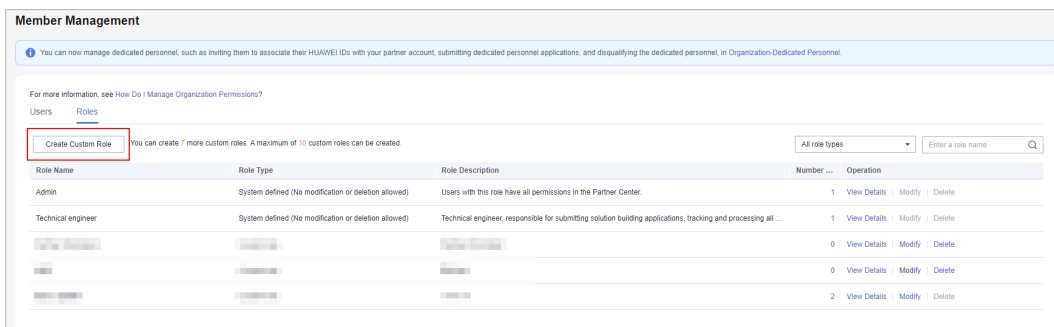 Member Management
You can now manage dedicated personnel, such as inviting them to associate their HUAWEI IDs with your partner account, submitting dedicated personnel applications, and disqualifying the dedicated personnel, in Organization-Dedicated Personnel.
For more information, see How Do I Manage Organization Permissions?
Users Roles
Create Custom Role You can create 7 more custom roles. A maximum of 10 custom roles can be created. All role types Enter a role name
Role Name Role Type Role Description Number ... Operation
Admin System defined (No modification or deletion allowed) Users with this role have all permissions in the Partner Center. 1 View Details Modify Delete
Technical engineer System defined (No modification or deletion allowed) Technical engineer, responsible for submitting solution building applications, tracking and processing all ... 1 View Details Modify Delete
0 View Details Modify Delete
0 View Details Modify Delete
2 View Details Modify Delete